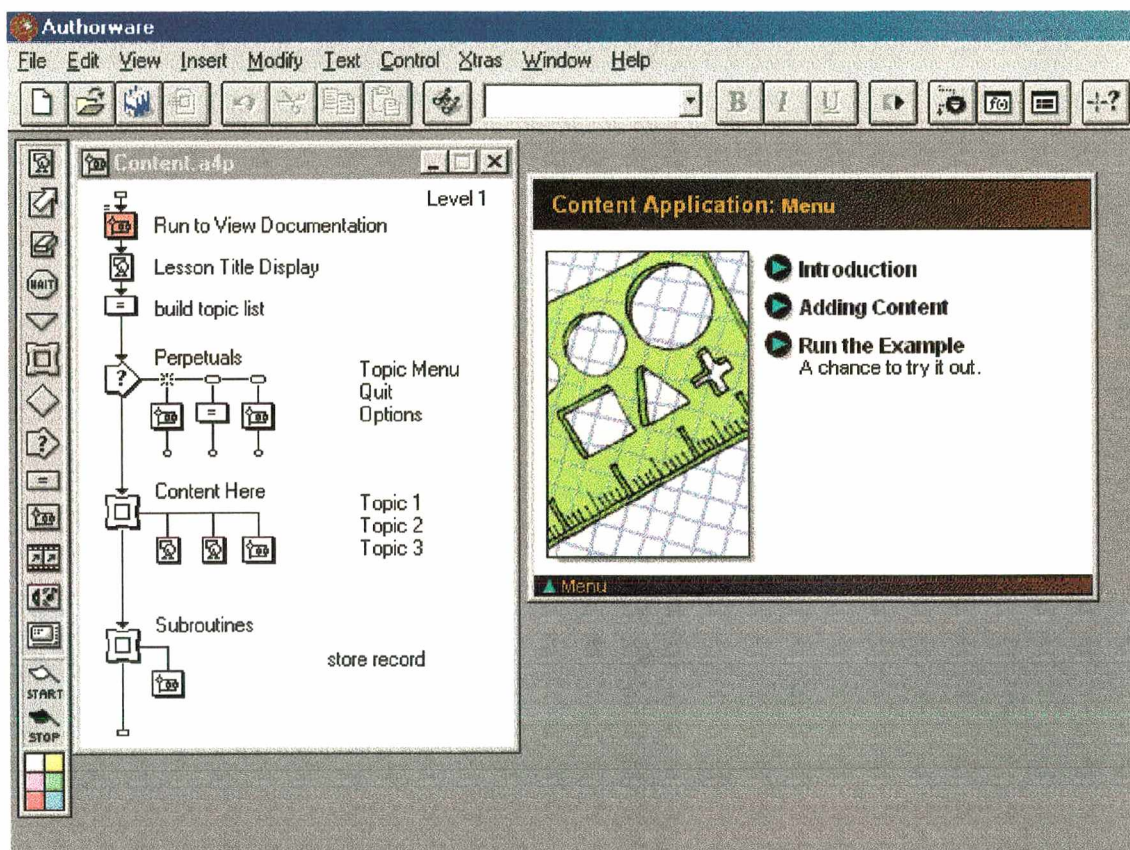 Authorware
File Edit View Insert Modify Text Control Xtras Window Help
B I U
Content.a4p
Level 1
Run to View Documentation
Lesson Title Display
build topic list
Perpetuals
Topic Menu
Quit
Options
Content Here
Topic 1
Topic 2
Topic 3
Subroutines
store record
WAIT
START
STOP
Content Application: Menu
Introduction
Adding Content
Run the Example
A chance to try it out.
Menu